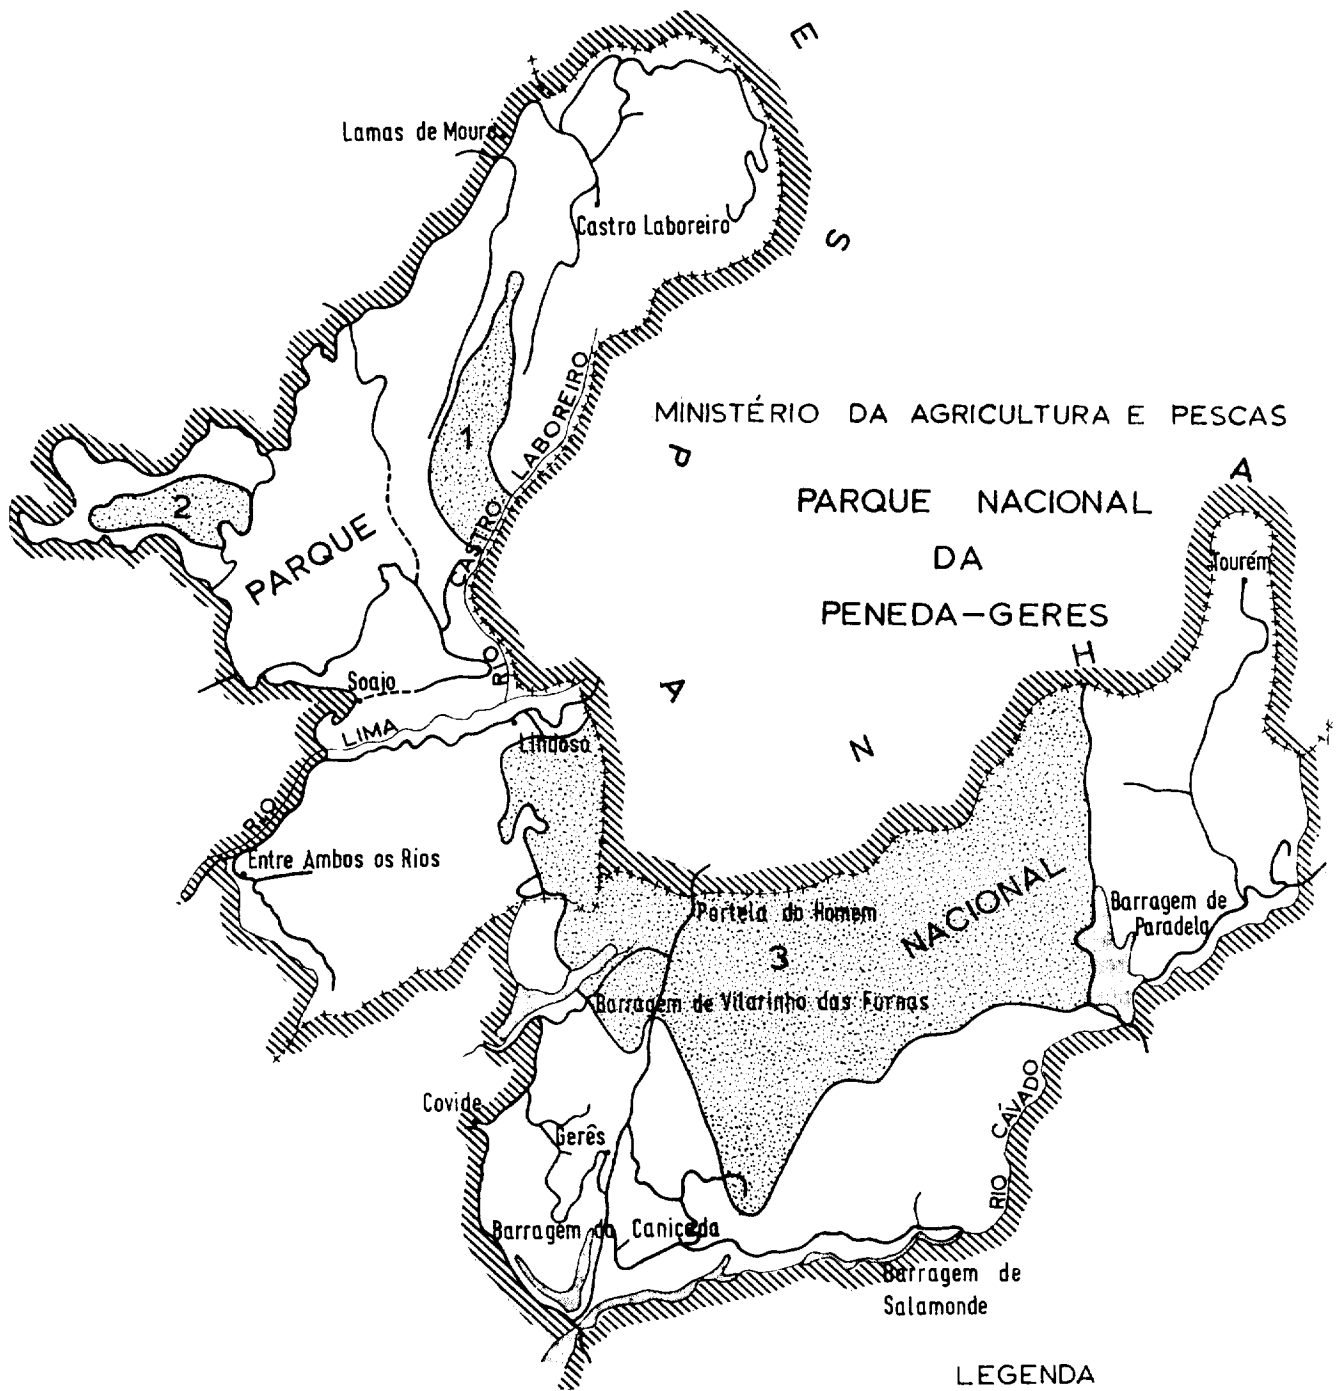 E
S
P
A
N
H
A
Lamas de Mouro
Castro Laboreiro
MINISTÉRIO DA AGRICULTURA E PESCAS
PARQUE NACIONAL
DA
PENEDA-GERES
1
2
PARQUE
RIO CASTRO LABOREIRO
Tourém
Soajo
RIO LIMA
Lindoso
Entre Ambos os Rios
Portela do Homem
3
NACIONAL
Barragem de
Paradela
Barragem de Vilarinho das Furnas
Covide
Gerês
RIO CÁVADO
Barragem da Caniçada
Barragem de
Salamonde
LEGENDA